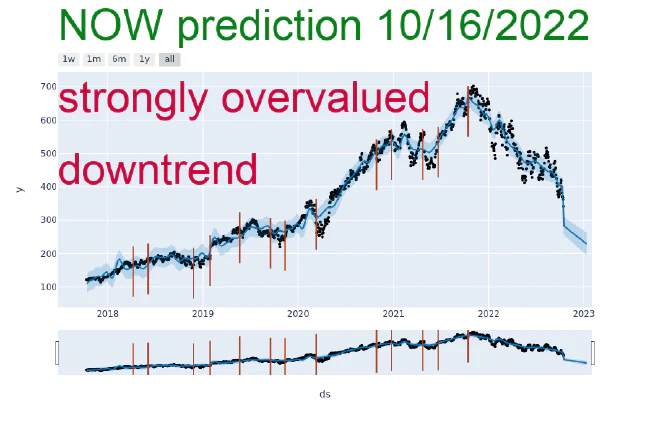 NOW prediction 10/16/2022
1w 1m 6m 1y all
strongly overvalued
downtrend
700
600
500
400
300
200
100
y
2018 2019 2020 2021 2022 2023
ds